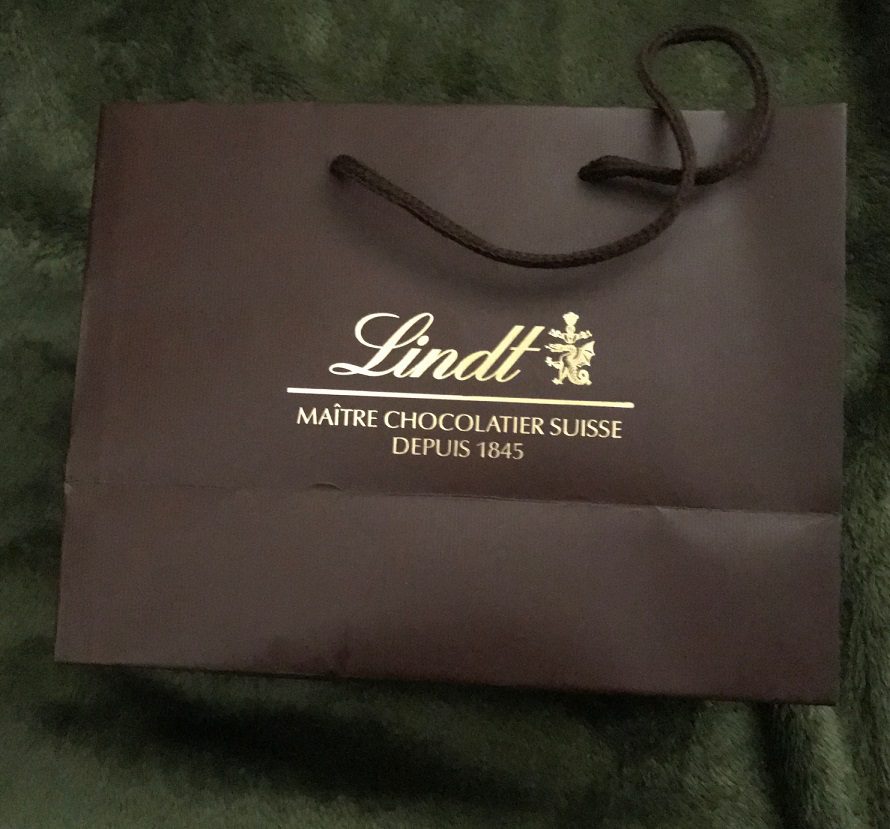 Lindt
MAÎTRE CHOCOLATIER SUISSE
DEPUIS 1845